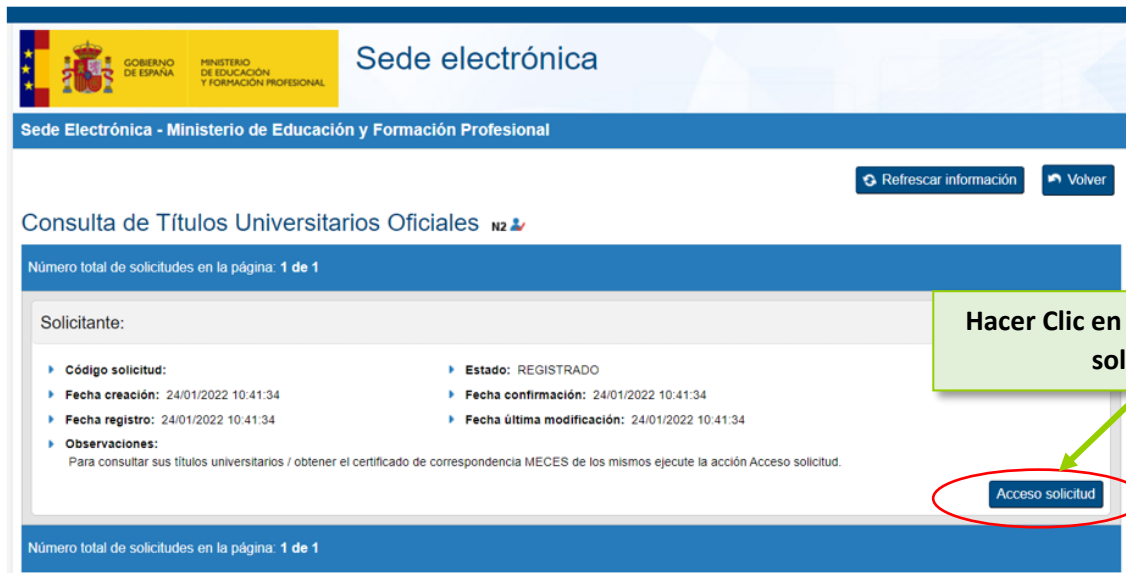 GOBIERNO
DE ESPAÑA
MINISTERIO
DE EDUCACIÓN
Y FORMACIÓN PROFESIONAL
Sede electrónica
Sede Electrónica - Ministerio de Educación y Formación Profesional
Refrescar información
Volver
Consulta de Títulos Universitarios Oficiales N2
Número total de solicitudes en la página: 1 de 1
Solicitante:
Hacer Clic en
sol
Código solicitud:
Estado: REGISTRADO
Fecha creación: 24/01/2022 10:41:34
Fecha confirmación: 24/01/2022 10:41:34
Fecha registro: 24/01/2022 10:41:34
Fecha última modificación: 24/01/2022 10:41:34
Observaciones:
Para consultar sus títulos universitarios / obtener el certificado de correspondencia MECES de los mismos ejecute la acción Acceso solicitud.
Acceso solicitud
Número total de solicitudes en la página: 1 de 1